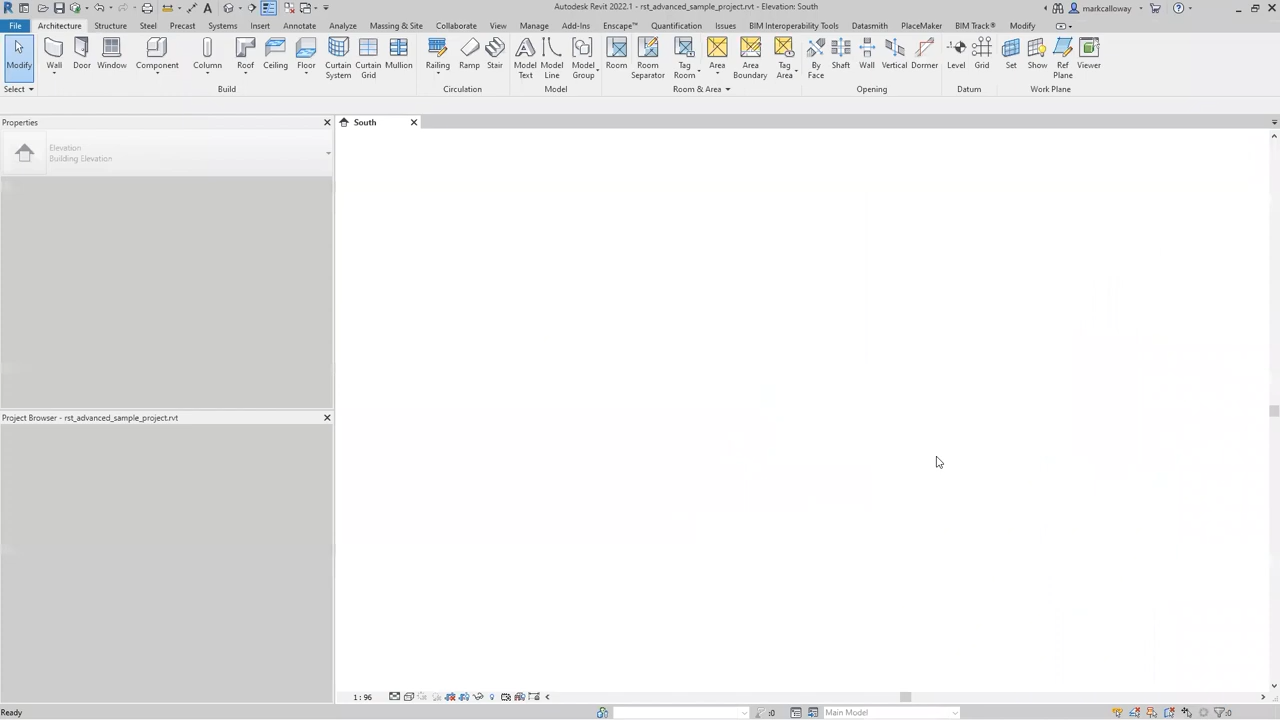 Autodesk Revit 2022.1 - rst_advanced_sample_project.rvt - Elevation: South
markcalloway
File Architecture Structure Steel Precast Systems Insert Annotate Analyze Massing & Site Collaborate View Manage Add-Ins Enscape™ Quantification Issues BIM Interoperability Tools Datasmith PlaceMaker BIM Track® Modify
Modify Wall Door Window Component Column Roof Ceiling Floor Curtain System Curtain Grid Mullion Railing Ramp Stair Model Text Model Line Model Group Room Room Separator Tag Room Area Area Boundary Tag Area By Face Shaft Wall Vertical Dormer Level Grid Set Show Ref Plane Viewer
Select Build Circulation Model Room & Area Opening Datum Work Plane
Properties
South
Elevation
Building Elevation
Project Browser - rst_advanced_sample_project.rvt
1 : 96
Ready
:0
Main Model
:0